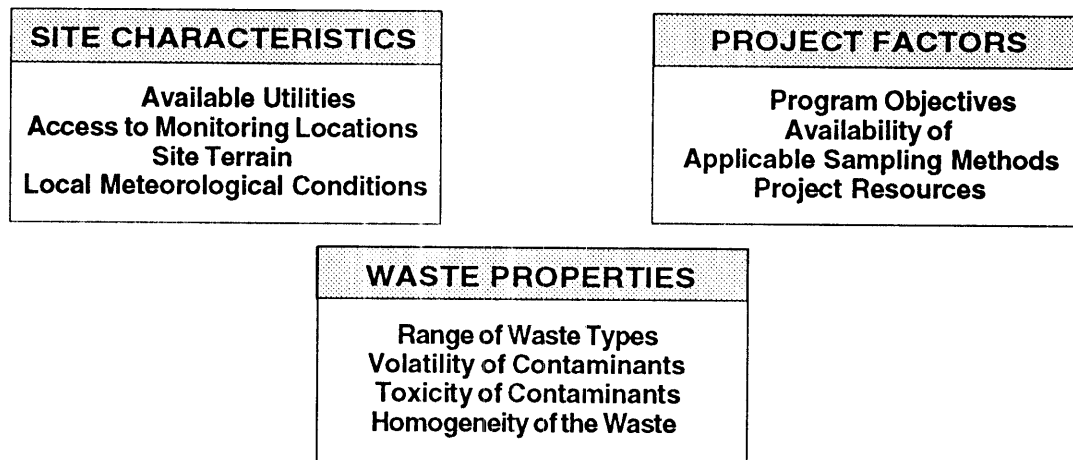 SITE CHARACTERISTICS
Available Utilities
Access to Monitoring Locations
Site Terrain
Local Meteorological Conditions
PROJECT FACTORS
Program Objectives
Availability of
Applicable Sampling Methods
Project Resources
WASTE PROPERTIES
Range of Waste Types
Volatility of Contaminants
Toxicity of Contaminants
Homogeneity of the Waste